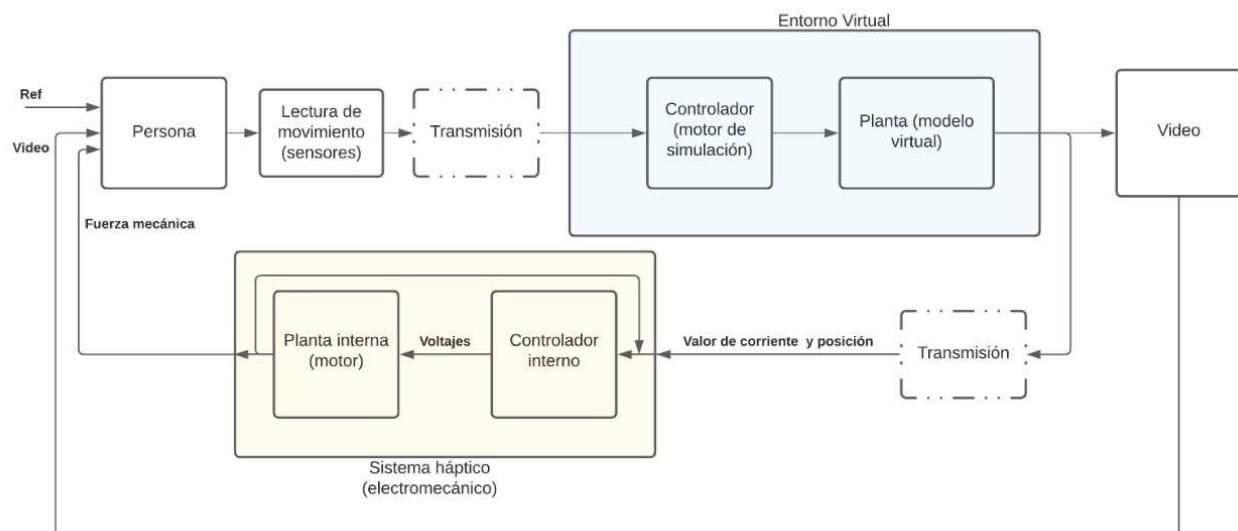 Entorno Virtual
Ref
Video
Persona
Lectura de
movimiento
(sensores)
Transmisión
Controlador
(motor de
simulación)
Planta (modelo
virtual)
Video
Fuerza mecánica
Planta interna
(motor)
Voltajes
Controlador
interno
Valor de corriente y posición
Transmisión
Sistema háptico
(electromecánico)